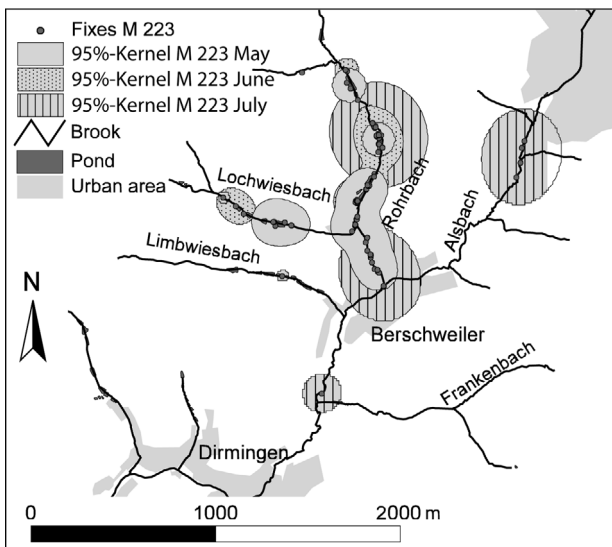 Fixes M 223
95%-Kernel M 223 May
95%-Kernel M 223 June
95%-Kernel M 223 July
Brook
Pond
Urban area
Lochwiesbach
Rohrbach
Alsbach
Limbwiesbach
N
Berschweiler
Frankenbach
Dirmingen
0 1000 2000 m